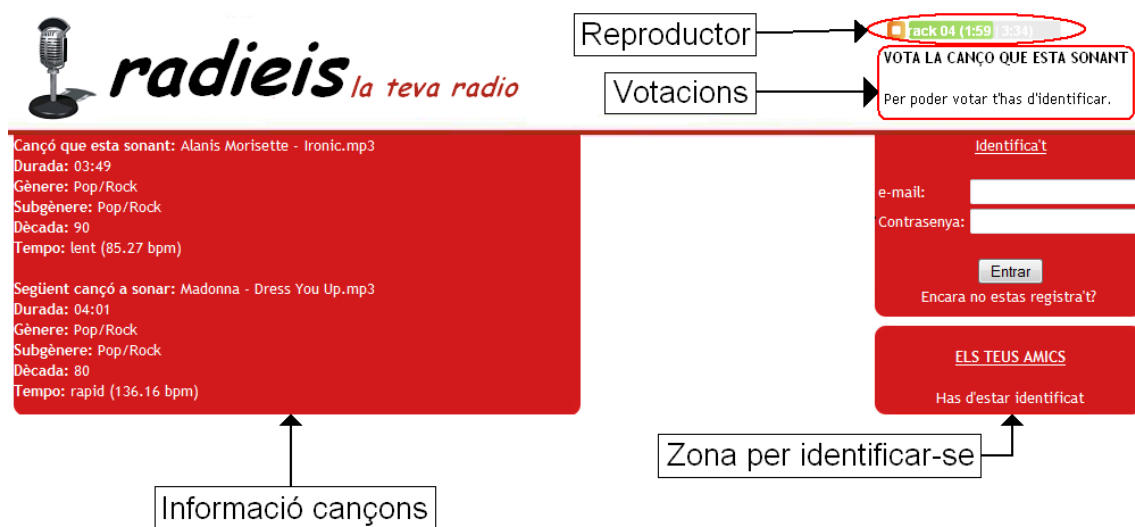 radieis la teva radio
Reproductor
rack 04 (1:59 3:34)
Votacions
VOTA LA CANÇO QUE ESTA SONANT
Per poder votar t'has d'identificar.
Cançó que esta sonant: Alanis Morisette - Ironic.mp3
Durada: 03:49
Gènere: Pop/Rock
Subgènere: Pop/Rock
Dècada: 90
Tempo: lent (85.27 bpm)
Següent cançó a sonar: Madonna - Dress You Up.mp3
Durada: 04:01
Gènere: Pop/Rock
Subgènere: Pop/Rock
Dècada: 80
Tempo: rapid (136.16 bpm)
Identifica't
e-mail:
Contrasenya:
Entrar
Encara no estas registra't?
ELS TEUS AMICS
Has d'estar identificat
Zona per identificar-se
Informació cançons